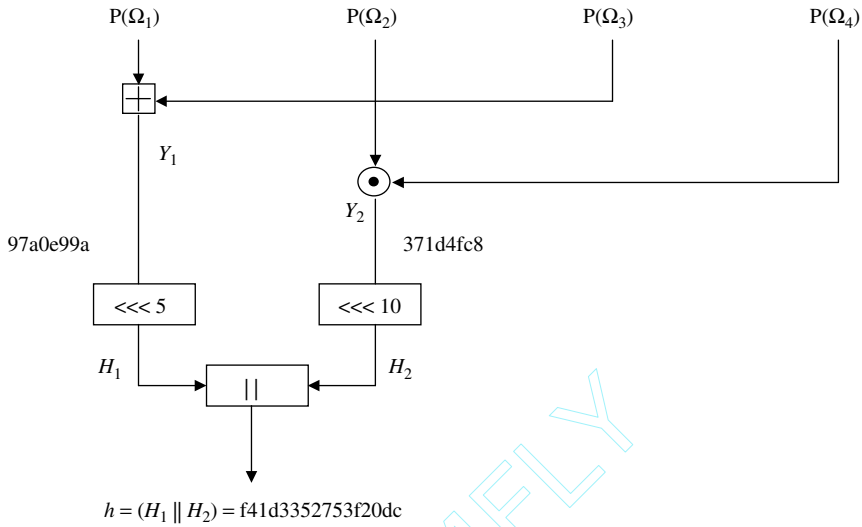 P(Ω₁) P(Ω₂) P(Ω₃) P(Ω₄)
Y₁
Y₂
97a0e99a 371d4fc8
<<< 5 <<< 10
H₁ || H₂
h = (H₁ || H₂) = f41d3352753f20dc